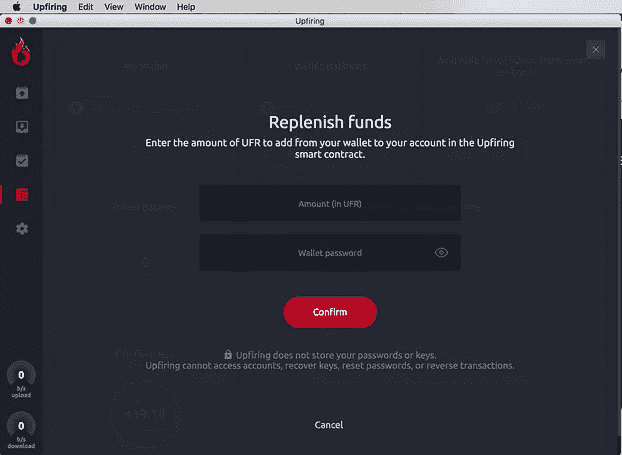 Upfiring Edit View Window Help
Upfiring
Replenish funds
Enter the amount of UFR to add from your wallet to your account in the Upfiring
smart contract.
Amount (in UFR)
Wallet password
Confirm
Upfiring does not store your passwords or keys.
Upfiring cannot access accounts, recover keys, reset passwords, or reverse transactions.
Cancel
0
b/s
upload
0
b/s
download